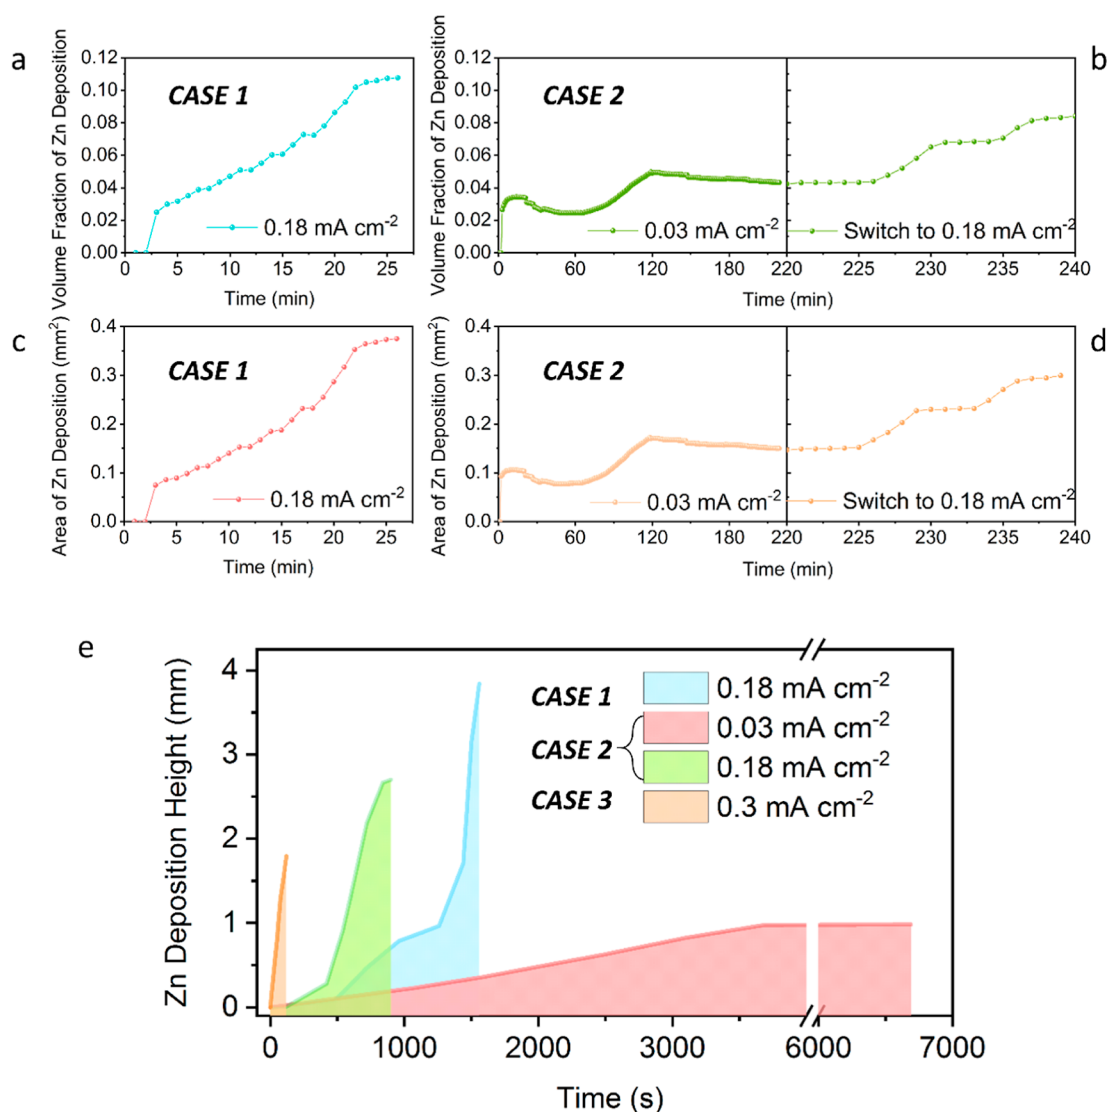 a
Volume Fraction of Zn Deposition
0.12
0.10
0.08
0.06
0.04
0.02
0.00
CASE 1
0.18 mA cm-2
0 5 10 15 20 25
Time (min)
b
Volume Fraction of Zn Deposition
0.12
0.10
0.08
0.06
0.04
0.02
0.00
CASE 2
0.03 mA cm-2
Switch to 0.18 mA cm-2
0 60 120 180 220 225 230 235 240
Time (min)
c
Area of Zn Deposition (mm2)
0.4
0.3
0.2
0.1
0.0
CASE 1
0.18 mA cm-2
0 5 10 15 20 25
Time (min)
d
Area of Zn Deposition (mm2)
0.4
0.3
0.2
0.1
0.0
CASE 2
0.03 mA cm-2
Switch to 0.18 mA cm-2
0 60 120 180 220 225 230 235 240
Time (min)
e
Zn Deposition Height (mm)
4
3
2
1
0
CASE 1 0.18 mA cm-2
0.03 mA cm-2
CASE 2
0.18 mA cm-2
CASE 3 0.3 mA cm-2
0 1000 2000 3000 6000 7000
Time (s)